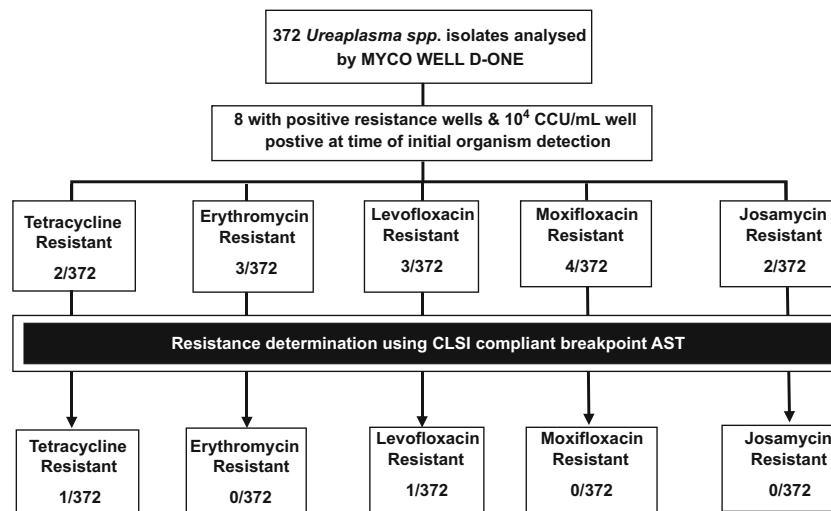 372 Ureaplasma spp. isolates analysed
by MYCO WELL D-ONE
8 with positive resistance wells & 10⁴ CCU/mL well
postive at time of initial organism detection
Tetracycline
Resistant
2/372
Erythromycin
Resistant
3/372
Levofloxacin
Resistant
3/372
Moxifloxacin
Resistant
4/372
Josamycin
Resistant
2/372
Resistance determination using CLSI compliant breakpoint AST
Tetracycline
Resistant
1/372
Erythromycin
Resistant
0/372
Levofloxacin
Resistant
1/372
Moxifloxacin
Resistant
0/372
Josamycin
Resistant
0/372